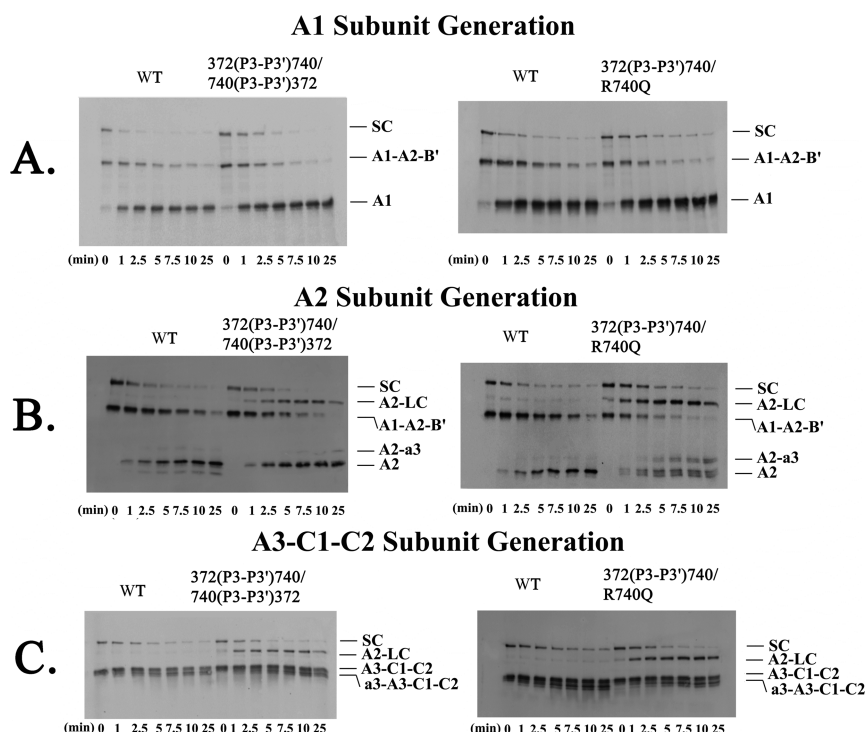 A1 Subunit Generation
WT
372(P3-P3')740/
740(P3-P3')372
WT
372(P3-P3')740/
R740Q
A.
SC
A1-A2-B'
A1
SC
A1-A2-B'
A1
(min) 0 1 2.5 5 7.5 10 25 0 1 2.5 5 7.5 10 25
(min) 0 1 2.5 5 7.5 10 25 0 1 2.5 5 7.5 10 25
A2 Subunit Generation
WT
372(P3-P3')740/
740(P3-P3')372
WT
372(P3-P3')740/
R740Q
B.
SC
A2-LC
A1-A2-B'
A2-a3
A2
SC
A2-LC
A1-A2-B'
A2-a3
A2
(min) 0 1 2.5 5 7.5 10 25 0 1 2.5 5 7.5 10 25
(min) 0 1 2.5 5 7.5 10 25 0 1 2.5 5 7.5 10 25
A3-C1-C2 Subunit Generation
WT
372(P3-P3')740/
740(P3-P3')372
WT
372(P3-P3')740/
R740Q
C.
SC
A2-LC
A3-C1-C2
a3-A3-C1-C2
SC
A2-LC
A3-C1-C2
a3-A3-C1-C2
(min) 0 1 2.5 5 7.5 10 25 0 1 2.5 5 7.5 10 25
(min) 0 1 2.5 5 7.5 10 25 0 1 2.5 5 7.5 10 25